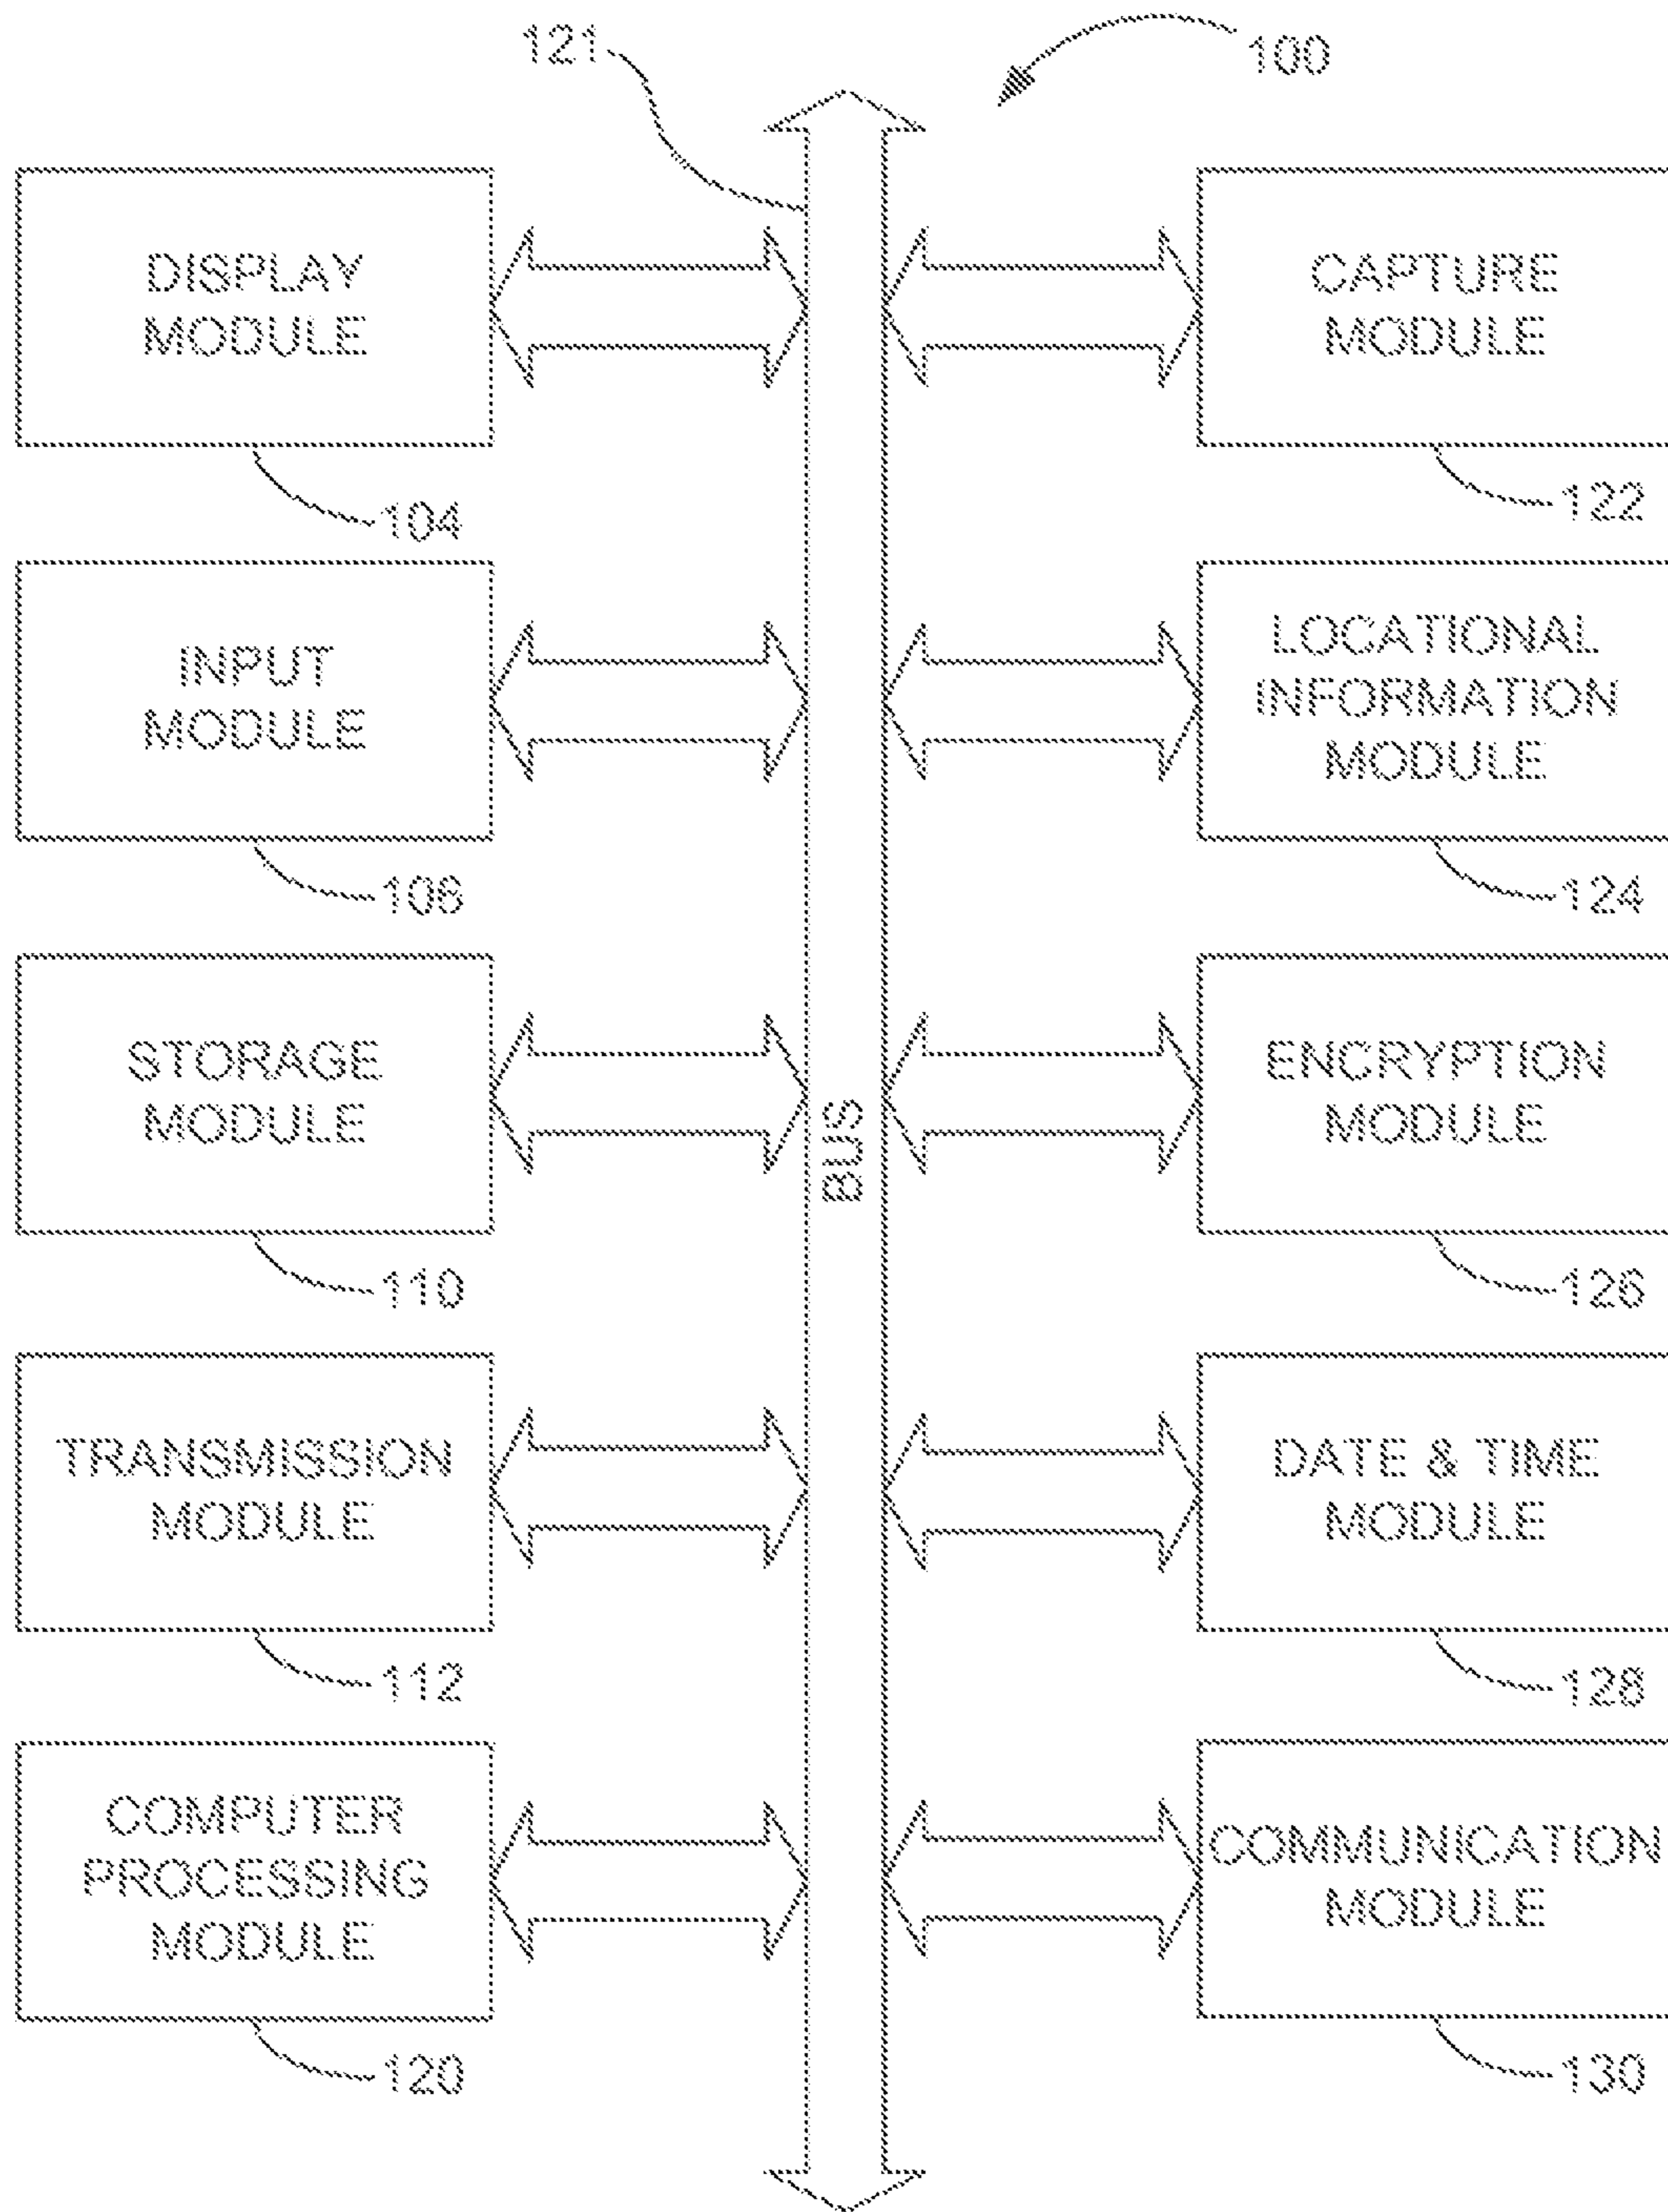 121
100
DISPLAY
MODULE
104
CAPTURE
MODULE
122
INPUT
MODULE
106
LOCATIONAL
INFORMATION
MODULE
124
STORAGE
MODULE
110
BUS
ENCRYPTION
MODULE
126
TRANSMISSION
MODULE
112
DATE & TIME
MODULE
128
COMPUTER
PROCESSING
MODULE
120
COMMUNICATION
MODULE
130